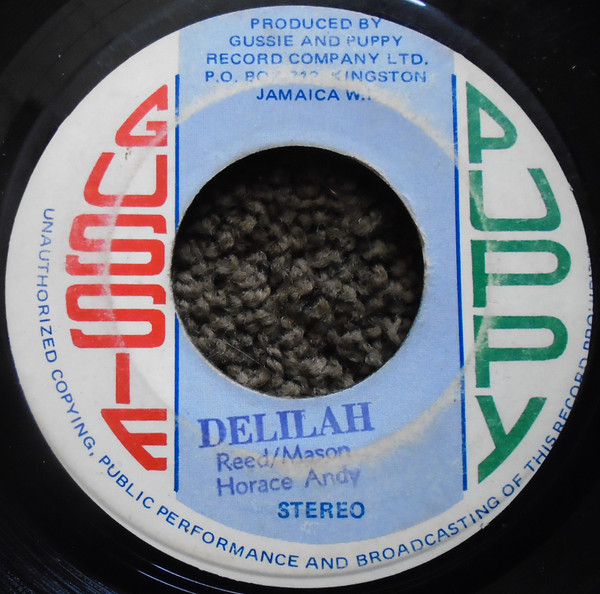 PRODUCED BY
GUSSIE AND PUPPY
RECORD COMPANY LTD.
P.O. BOX KINGSTON
JAMAICA W.I.
GUSSIE
PUPPY
DELILAH
Reed/Mason
Horace Andy
STEREO
UNAUTHORIZED COPYING, PUBLIC PERFORMANCE AND BROADCASTING OF THIS RECORD